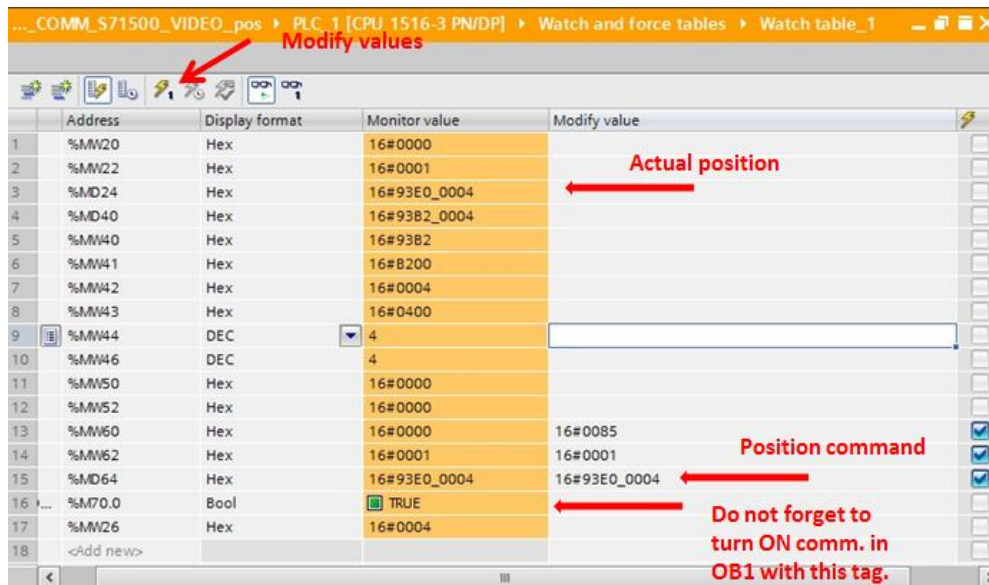 ..._COMM_S71500_VIDEO_pos ▸ PLC_1 [CPU 1516-3 PN/DP] ▸ Watch and force tables ▸ Watch table_1
Modify values
Address Display format Monitor value Modify value
1 %MW20 Hex 16#0000
2 %MW22 Hex 16#0001
Actual position
3 %MD24 Hex 16#93E0_0004
4 %MD40 Hex 16#93B2_0004
5 %MW40 Hex 16#93B2
6 %MW41 Hex 16#B200
7 %MW42 Hex 16#0004
8 %MW43 Hex 16#0400
9 %MW44 DEC 4
10 %MW46 DEC 4
11 %MW50 Hex 16#0000
12 %MW52 Hex 16#0000
13 %MW60 Hex 16#0000 16#0085
14 %MW62 Hex 16#0001 16#0001
Position command
15 %MD64 Hex 16#93E0_0004 16#93E0_0004
16 ... %M70.0 Bool TRUE
17 %MW26 Hex 16#0004
18 <Add new>
Do not forget to
turn ON comm. in
OB1 with this tag.